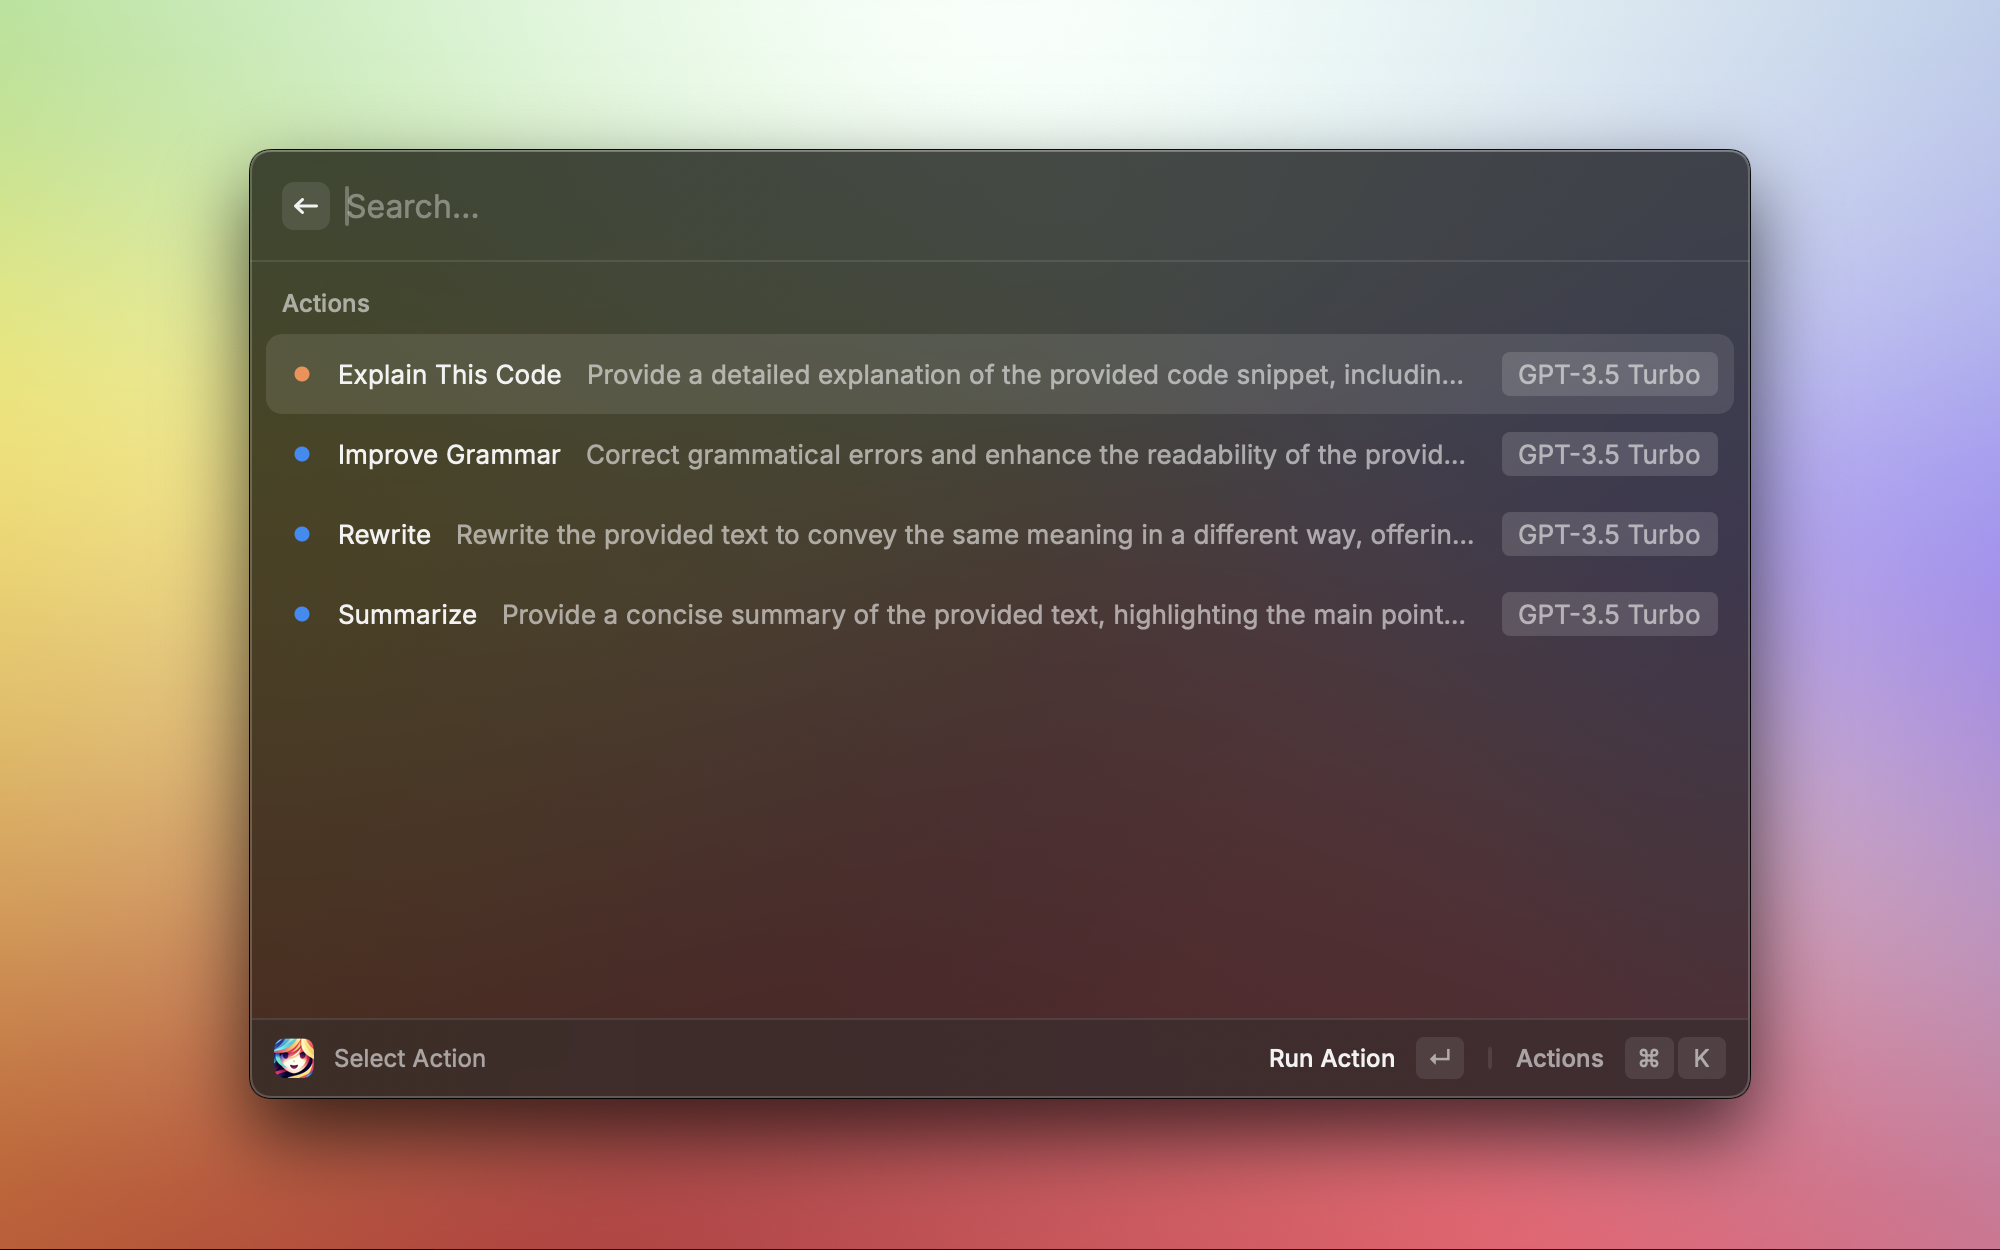 Search...
Actions
Explain This Code Provide a detailed explanation of the provided code snippet, includin... GPT-3.5 Turbo
Improve Grammar Correct grammatical errors and enhance the readability of the provid... GPT-3.5 Turbo
Rewrite Rewrite the provided text to convey the same meaning in a different way, offerin... GPT-3.5 Turbo
Summarize Provide a concise summary of the provided text, highlighting the main point... GPT-3.5 Turbo
Select Action Run Action ↵ Actions ⌘ K